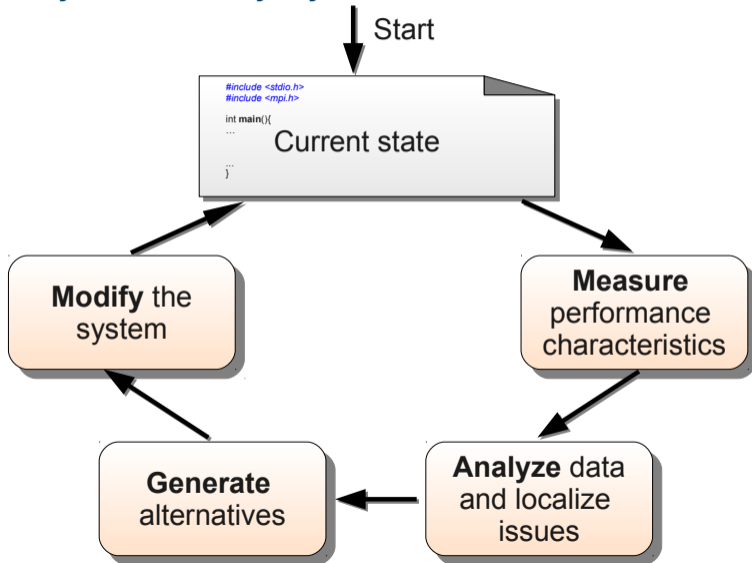 Start
#include <stdio.h>
#include <mpi.h>
int main(){
...
Current state
...
}
Measure
performance
characteristics
Analyze data
and localize
issues
Generate
alternatives
Modify the
system